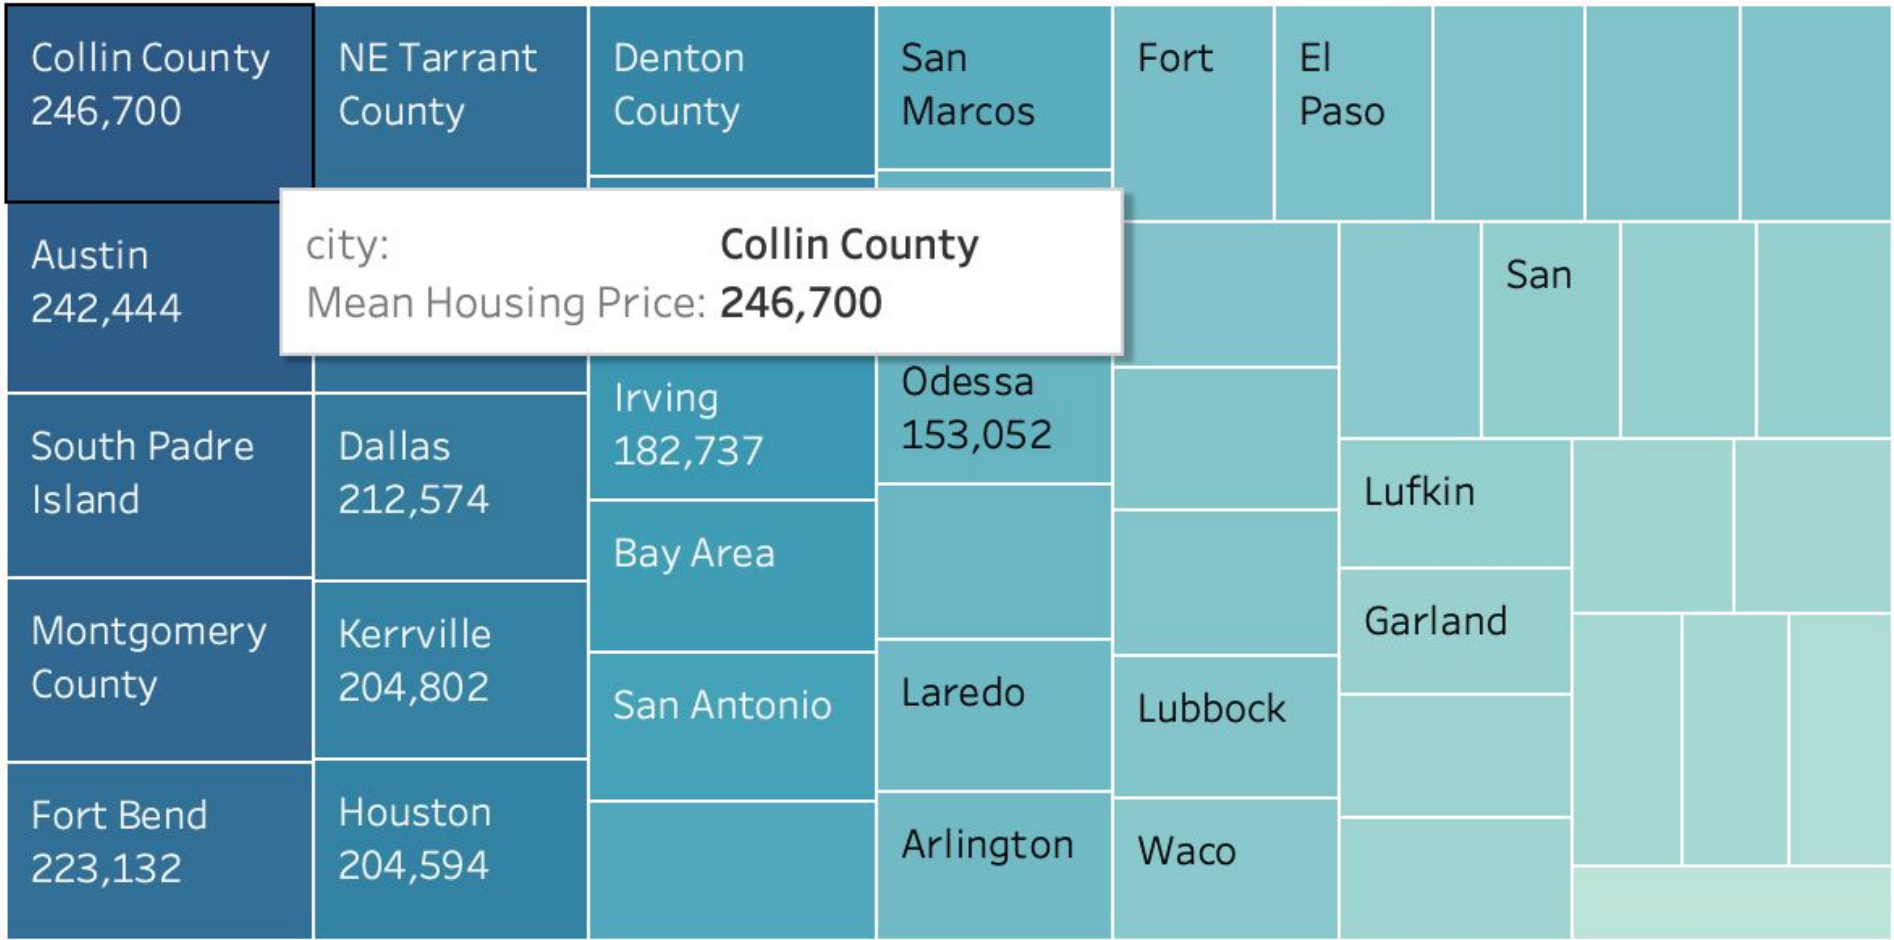 Collin County
246,700
NE Tarrant
County
Denton
County
San
Marcos
Fort
El
Paso
city: Collin County
Mean Housing Price: 246,700
Austin
242,444
San
South Padre
Island
Dallas
212,574
Irving
182,737
Odessa
153,052
Lufkin
Bay Area
Garland
Montgomery
County
Kerrville
204,802
San Antonio
Laredo
Lubbock
Fort Bend
223,132
Houston
204,594
Arlington
Waco